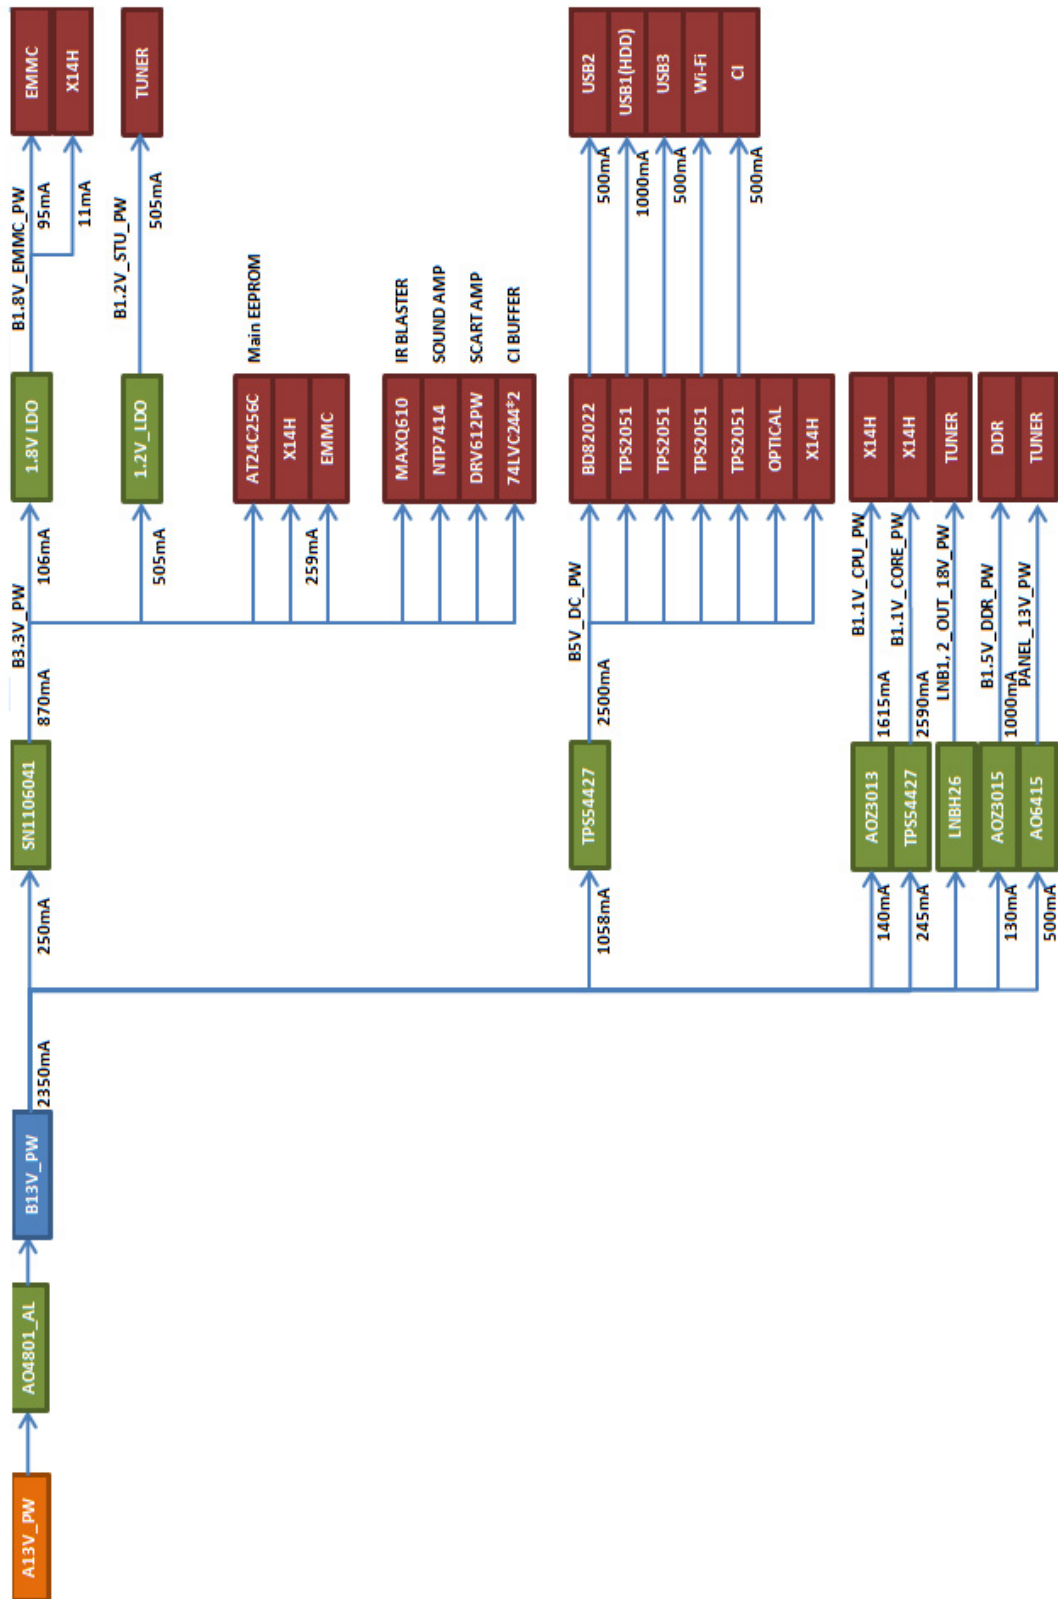 A13V_PW
AO4801_AL
B13V_PW
2350mA
250mA
SN1106041
870mA
B3.3V_PW
106mA
1.8V LDO
B1.8V_EMMC_PW
95mA
EMMC
11mA
X14H
505mA
1.2V_LDO
B1.2V_STU_PW
505mA
TUNER
AT24C256C
Main EEPROM
X14H
259mA
EMMC
MAXQ610
IR BLASTER
NTP7414
SOUND AMP
DRV612PW
SCART AMP
74LVC244*2
CI BUFFER
1058mA
TPS54427
2500mA
B5V_DC_PW
BD82022
500mA
USB2
TPS2051
1000mA
USB1(HDD)
TPS2051
500mA
USB3
TPS2051
Wi-Fi
TPS2051
500mA
CI
OPTICAL
X14H
140mA
AOZ3013
1615mA
B1.1V_CPU_PW
X14H
245mA
TPS54427
2590mA
B1.1V_CORE_PW
X14H
LNBH26
LNB1, 2_OUT_18V_PW
TUNER
130mA
AOZ3015
1000mA
B1.5V_DDR_PW
DDR
500mA
AO6415
PANEL_13V_PW
TUNER